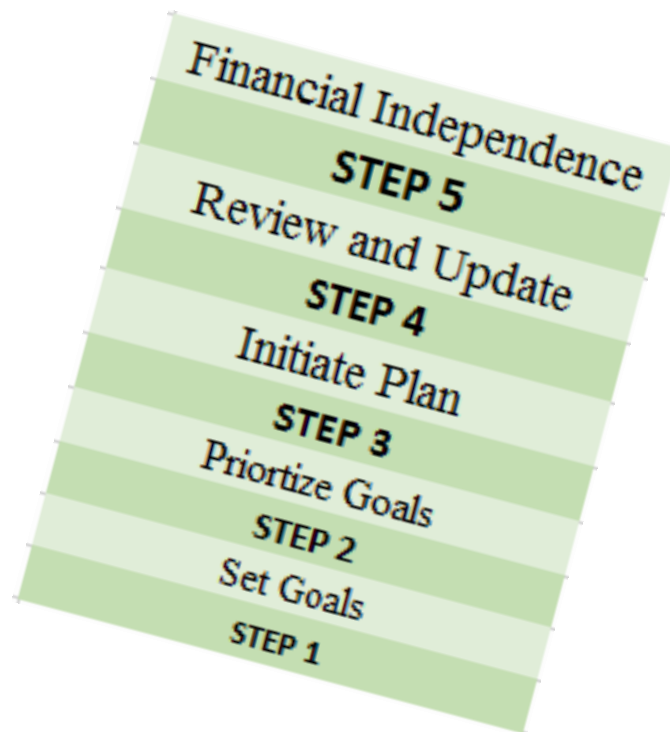 Financial Independence
STEP 5
Review and Update
STEP 4
Initiate Plan
STEP 3
Priortize Goals
STEP 2
Set Goals
STEP 1